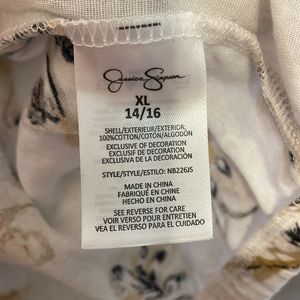 Jessica Simpson
XL
14/16
SHELL/EXTERIEUR/EXTERIOR:
100%COTTON/COTON/ALGODÓN
EXCLUSIVE OF DECORATION
EXCLUSIF DE DECORATION
EXCLUSIVA DE LA DECORACIÓN
STYLE/STYLE/ESTILO: NB226JS
MADE IN CHINA
FABRIQUÉ EN CHINE
HECHO EN CHINA
SEE REVERSE FOR CARE
VOIR VERSO POUR ENTRETIEN
VEA EL REVERSO PARA EL CUIDADO